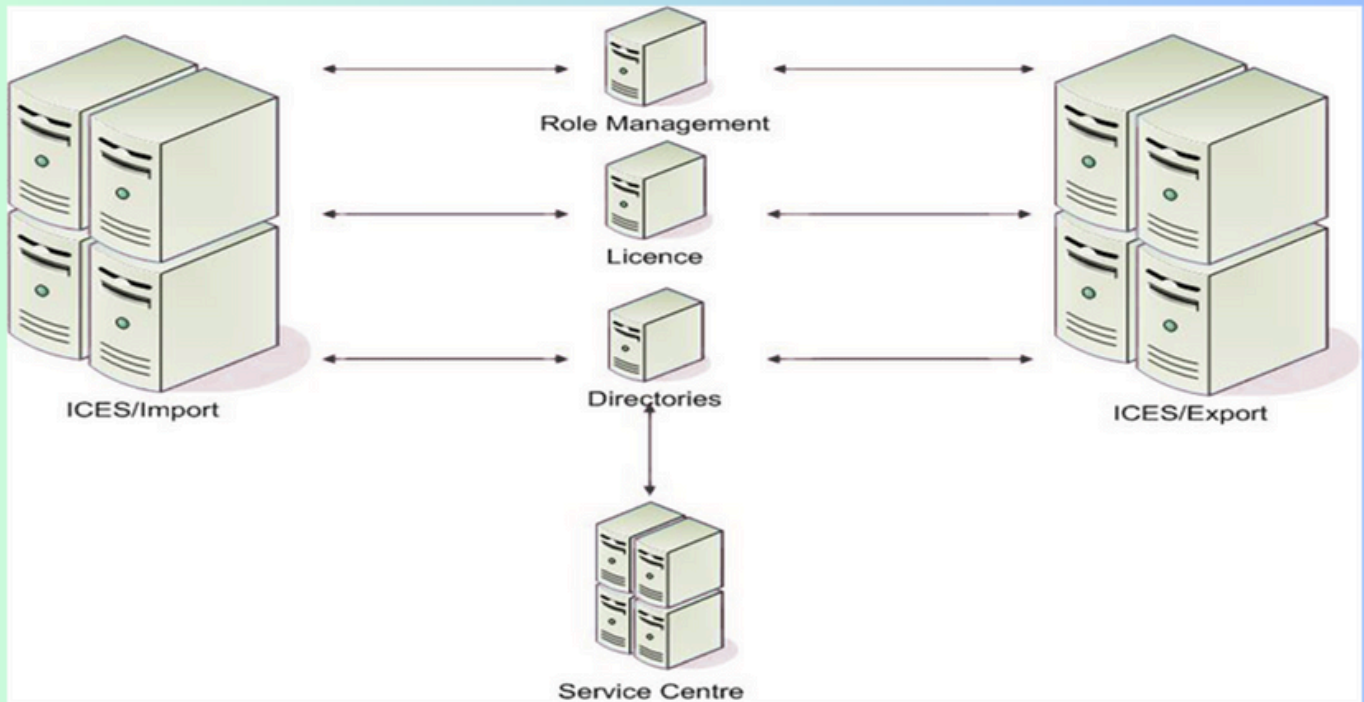 Role Management
Licence
Directories
ICES/Import
ICES/Export
Service Centre